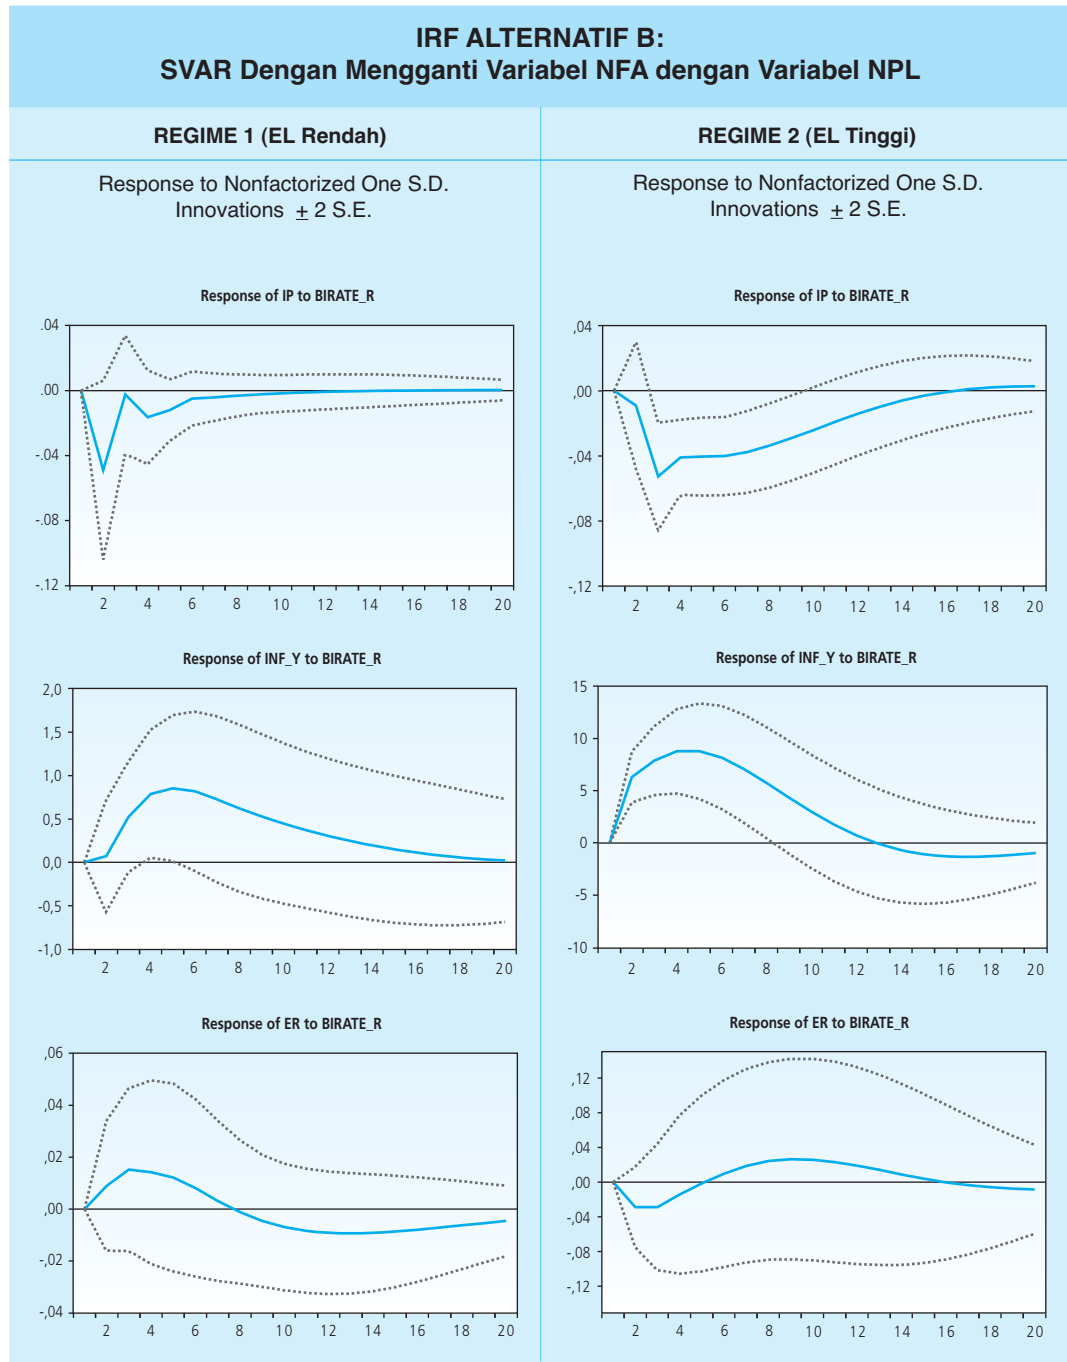 IRF ALTERNATIF B:
SVAR Dengan Mengganti Variabel NFA dengan Variabel NPL
REGIME 1 (EL Rendah)
Response to Nonfactorized One S.D.
Innovations ± 2 S.E.
Response of IP to BIRATE_R
.04
.00
-.04
-.08
-.12
2 4 6 8 10 12 14 16 18 20
Response of INF_Y to BIRATE_R
2,0
1,5
1,0
0,5
0,0
-0,5
-1,0
2 4 6 8 10 12 14 16 18 20
Response of ER to BIRATE_R
,06
,04
,02
,00
-,02
-,04
2 4 6 8 10 12 14 16 18 20
REGIME 2 (EL Tinggi)
Response to Nonfactorized One S.D.
Innovations ± 2 S.E.
Response of IP to BIRATE_R
,04
,00
-,04
-,08
-,12
2 4 6 8 10 12 14 16 18 20
Response of INF_Y to BIRATE_R
15
10
5
0
-5
-10
2 4 6 8 10 12 14 16 18 20
Response of ER to BIRATE_R
,12
,08
,04
,00
-,04
-,08
-,12
2 4 6 8 10 12 14 16 18 20